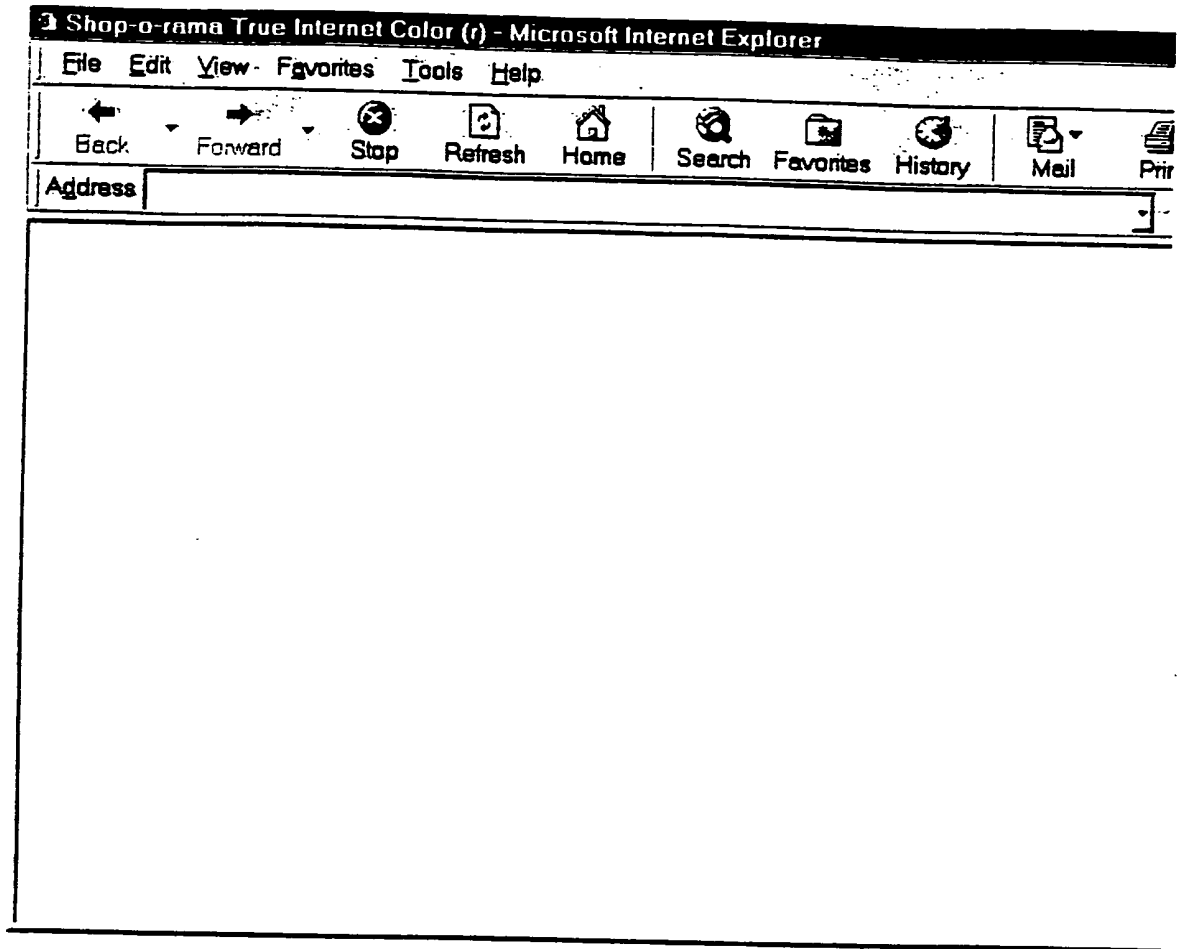 Shop-o-rama True Internet Color (r) - Microsoft Internet Explorer
File Edit View Favorites Tools Help
Back Forward Stop Refresh Home Search Favorites History Mail Prin
Address